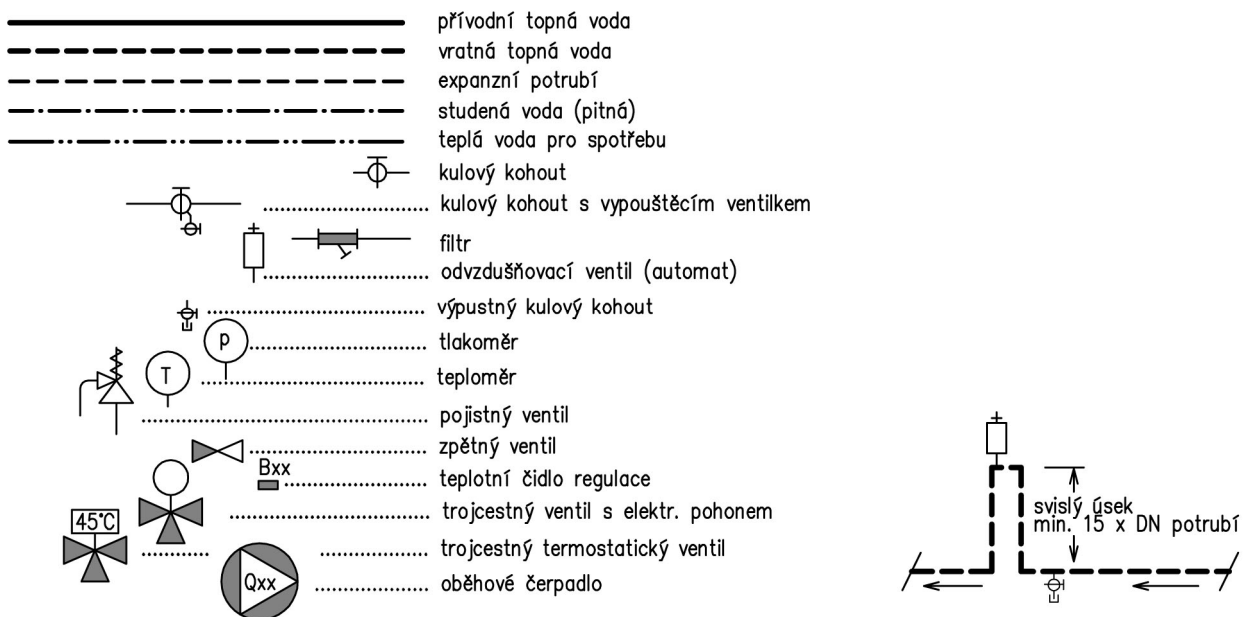 přívodní topná voda
vratná topná voda
expanzní potrubí
studená voda (pitná)
teplá voda pro spotřebu
kulový kohout
kulový kohout s vypouštěcím ventilkem
filtr
odvzdušňovací ventil (automat)
výpustný kulový kohout
p
tlakoměr
T
teploměr
pojistný ventil
zpětný ventil
Bxx
teplotní čidlo regulace
trojcestný ventil s elektr. pohonem
45°C
trojcestný termostatický ventil
Qxx
oběhové čerpadlo
svislý úsek
min. 15 x DN potrubí